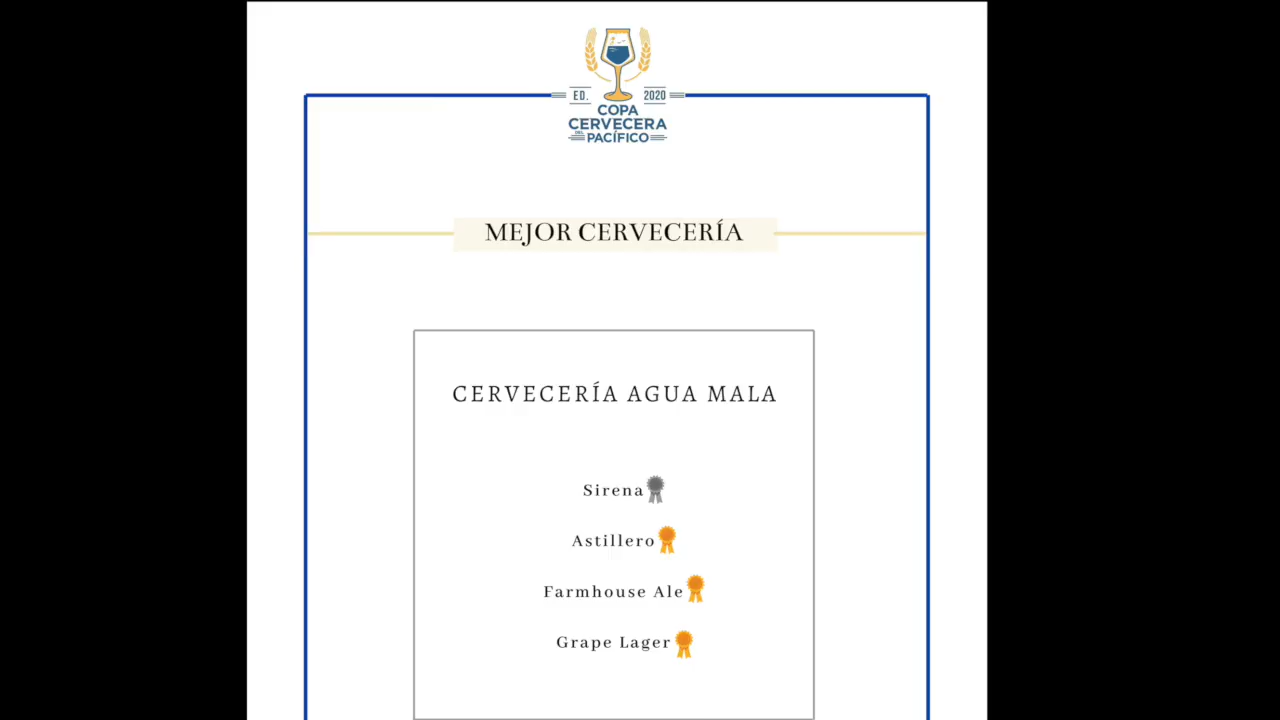 ED. 2020
COPA
CERVECERA
DEL
PACÍFICO
MEJOR CERVECERÍA
CERVECERÍA AGUA MALA
Sirena
Astillero
Farmhouse Ale
Grape Lager